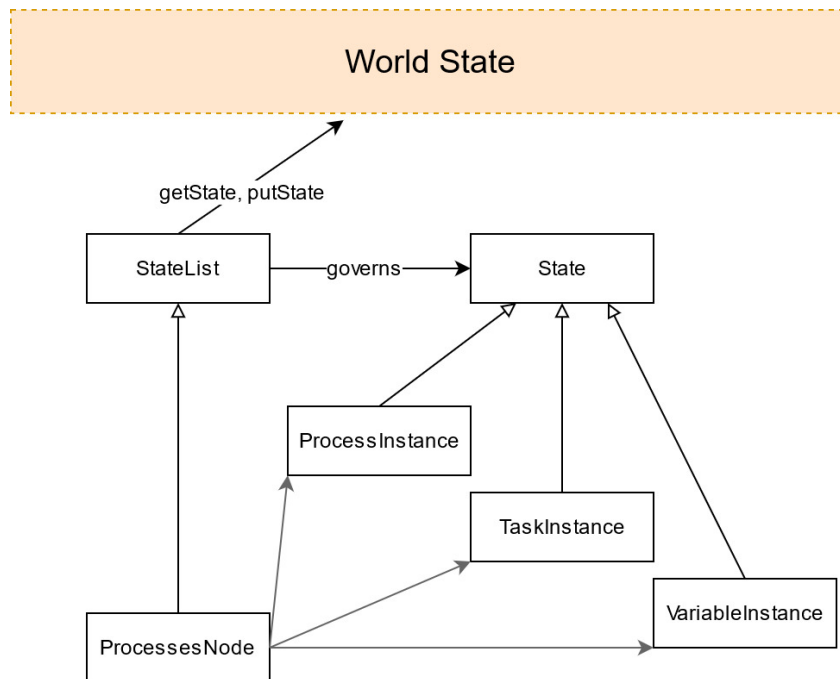 World State
getState, putState
StateList
governs
State
ProcessInstance
TaskInstance
VariableInstance
ProcessesNode